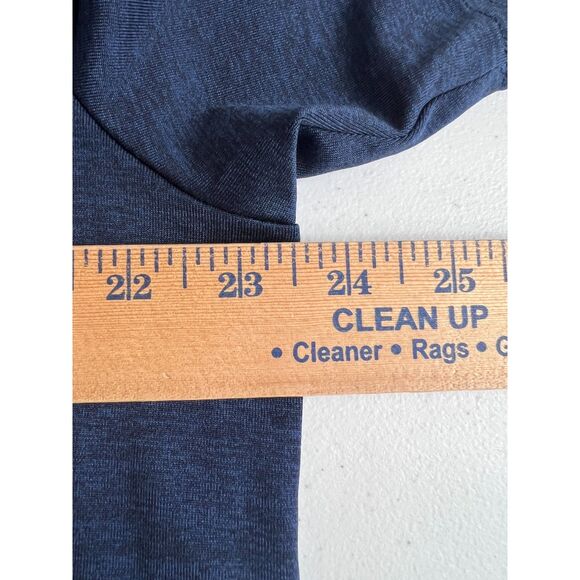 22 23 24 25
CLEAN UP
• Cleaner • Rags • G